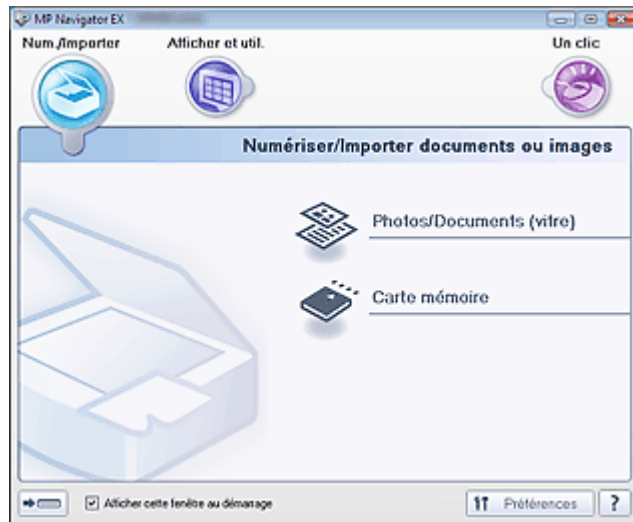 MP Navigator EX
Num./Importer
Afficher et util.
Un clic
Numériser/Importer documents ou images
Photos/Documents (vitre)
Carte mémoire
Afficher cette fenêtre au démarrage
Préférences
?